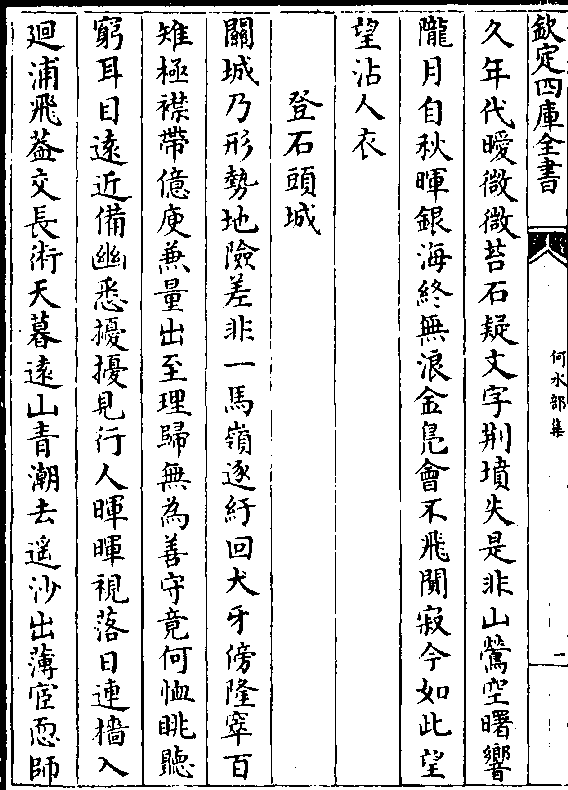 欽定四庫全書
何水部集
一
久年代曖微微苔石疑文字荆墳失是非山鶯空曙響
隴月自秋暉銀海終無浪金鳬會不飛闃寂今如此望
望沾人衣
登石頭城
關城乃形勢地險差非一馬嶺逐紆回犬牙傍隆窣百
雉極襟帶億庾兼量出至理歸無為善守竟何恤眺聽
窮耳目遠近備幽悉擾擾見行人暉暉視落日連檣入
迴浦飛葢交長術天暮遠山青潮去遥沙出薄宦恧師